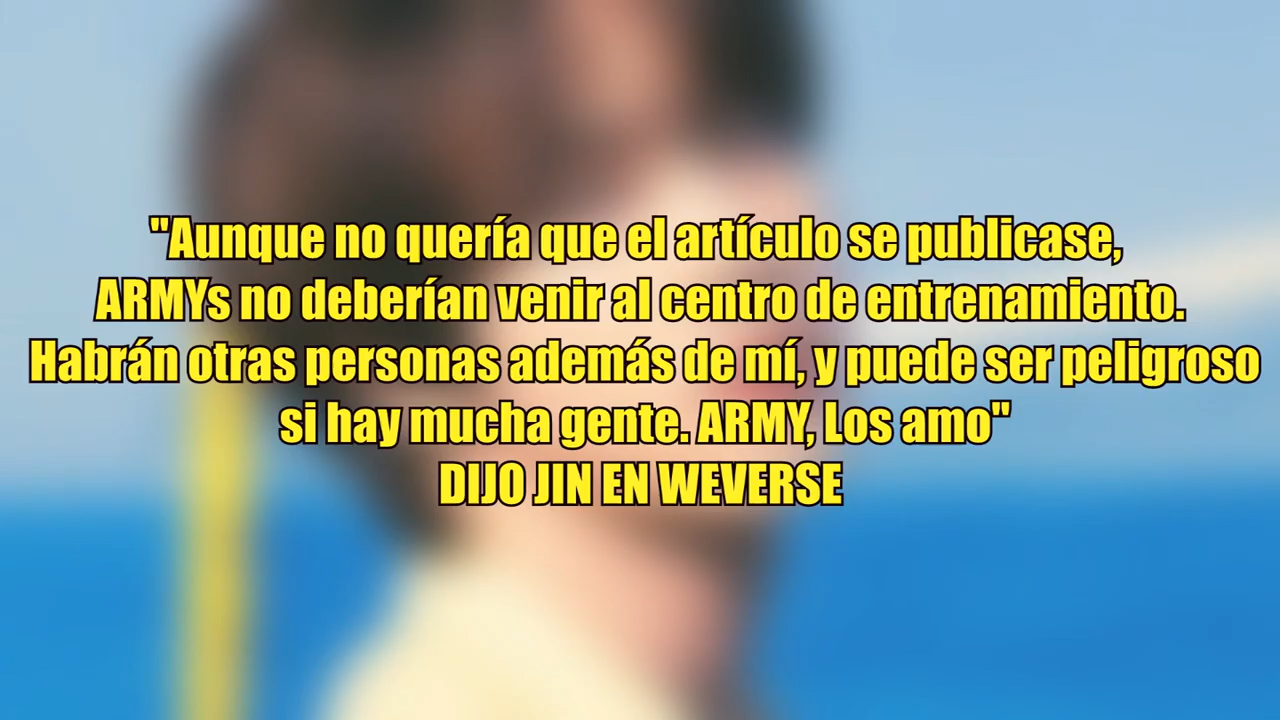 "Aunque no quería que el artículo se publicase,
ARMYs no deberían venir al centro de entrenamiento.
Habrán otras personas además de mí, y puede ser peligroso
si hay mucha gente. ARMY, Los amo"
DIJO JIN EN WEVERSE